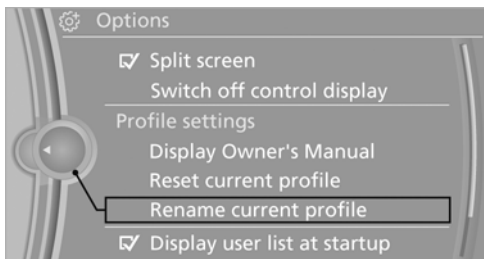 Options
Split screen
Switch off control display
Profile settings
Display Owner's Manual
Reset current profile
Rename current profile
Display user list at startup